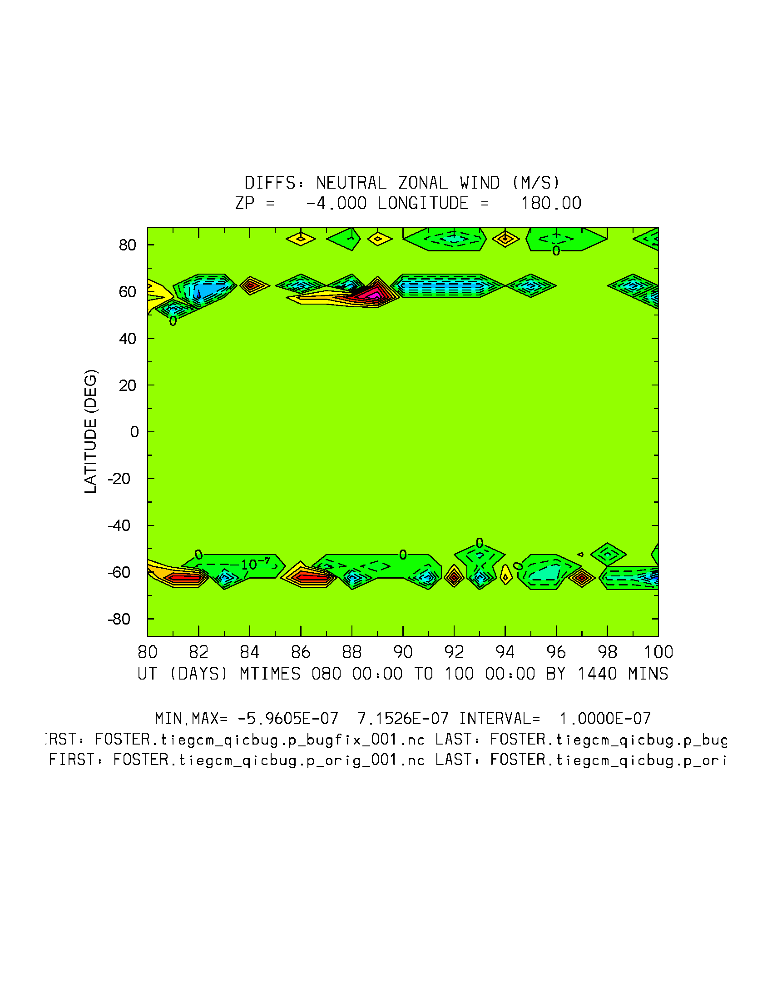 DIFFS: NEUTRAL ZONAL WIND (M/S)
ZP = -4.000 LONGITUDE = 180.00
80
60
40
20
0
-20
-40
-60
-80
LATITUDE (DEG)
0
0
0
0
0
0
-10⁻⁷
80 82 84 86 88 90 92 94 96 98 100
UT (DAYS) MTIMES 080 00:00 TO 100 00:00 BY 1440 MINS
MIN,MAX= -5.9605E-07 7.1526E-07 INTERVAL= 1.0000E-07
RST: FOSTER.tiegcm_qicbug.p_bugfix_001.nc LAST: FOSTER.tiegcm_qicbug.p_bug
FIRST: FOSTER.tiegcm_qicbug.p_orig_001.nc LAST: FOSTER.tiegcm_qicbug.p_ori